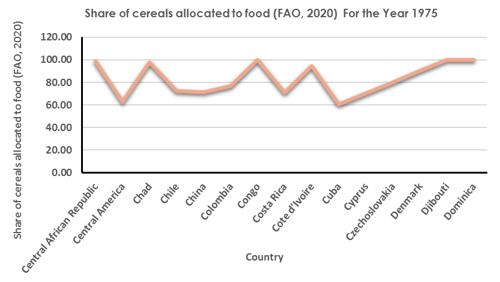 Share of cereals allocated to food (FAO, 2020)  For the Year 1975
Share of cereals allocated to food (FAO, 2020)
120.00
100.00
80.00
60.00
40.00
20.00
0.00
Central African Republic
Central America
Chad
Chile
China
Colombia
Congo
Costa Rica
Cote d'Ivoire
Cuba
Cyprus
Czechoslovakia
Denmark
Djibouti
Dominica
Country